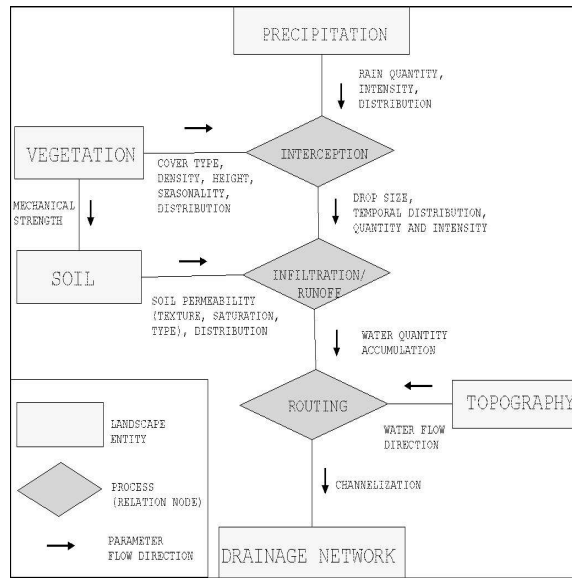 PRECIPITATION
RAIN QUANTITY,
INTENSITY,
DISTRIBUTION
VEGETATION
INTERCEPTION
COVER TYPE,
DENSITY, HEIGHT,
SEASONALITY,
DISTRIBUTION
MECHANICAL
STRENGTH
DROP SIZE,
TEMPORAL DISTRIBUTION,
QUANTITY AND INTENSITY
SOIL
INFILTRATION/
RUNOFF
SOIL PERMEABILITY
(TEXTURE, SATURATION,
TYPE), DISTRIBUTION
WATER QUANTITY
ACCUMULATION
ROUTING
TOPOGRAPHY
WATER FLOW
DIRECTION
CHANNELIZATION
DRAINAGE NETWORK
LANDSCAPE
ENTITY
PROCESS
(RELATION NODE)
PARAMETER
FLOW DIRECTION